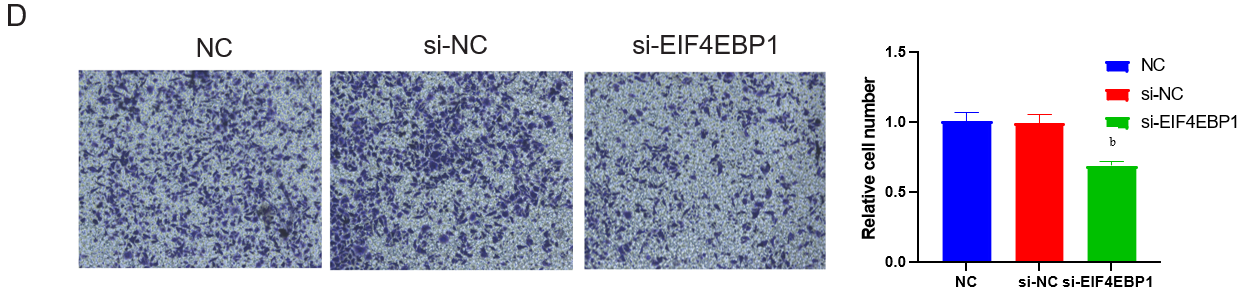 D
NC
si-NC
si-EIF4EBP1
Relative cell number
1.5
1.0
0.5
0.0
NC
si-NC
si-EIF4EBP1
b
NC
si-NC
si-EIF4EBP1